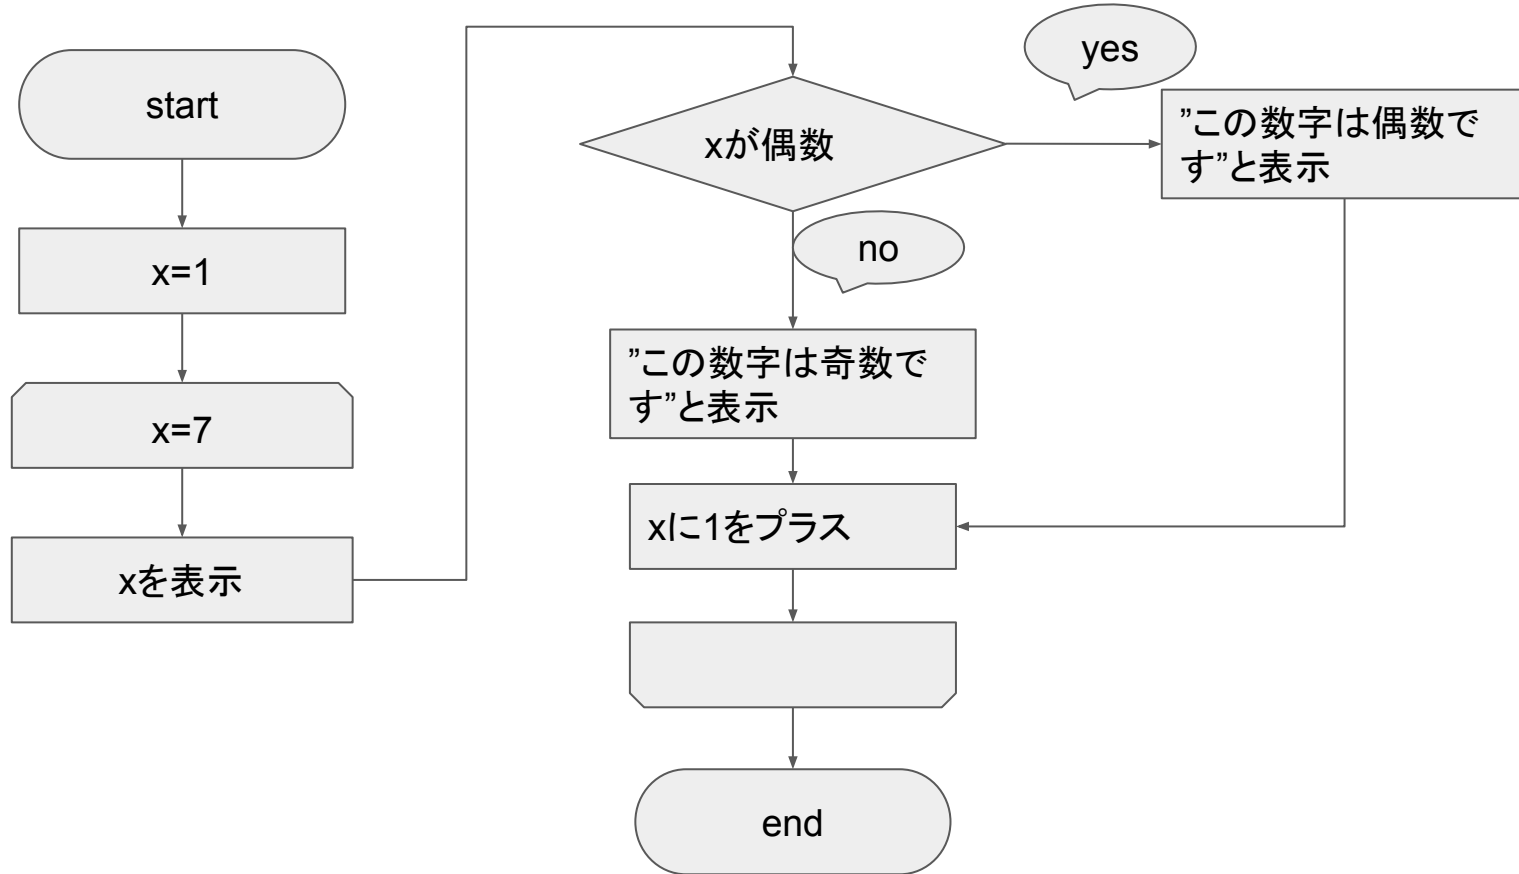 start
x=1
x=7
xを表示
xが偶数
yes
”この数字は偶数で
す”と表示
no
”この数字は奇数で
す”と表示
xに1をプラス
end